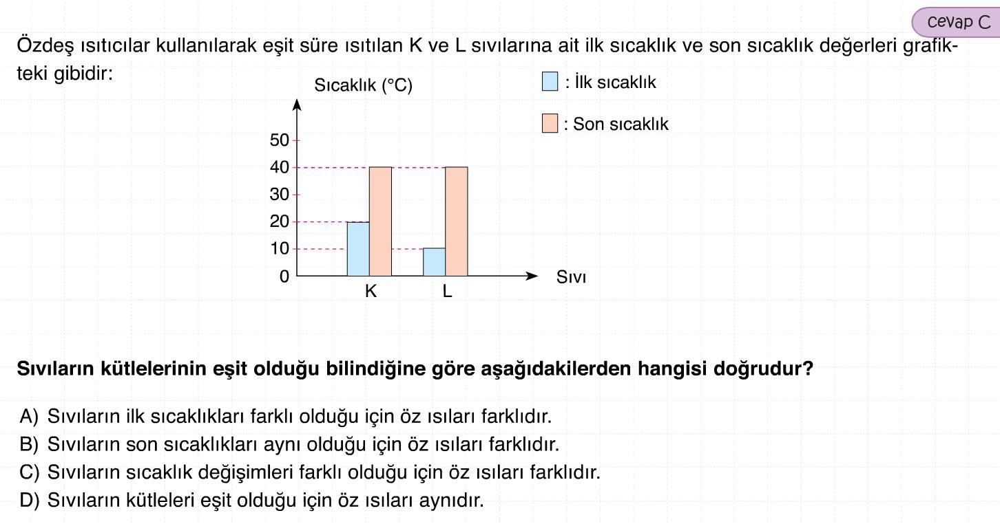 cevap C
Özdeş ısıtıcılar kullanılarak eşit süre ısıtılan K ve L sıvılarına ait ilk sıcaklık ve son sıcaklık değerleri grafik-
teki gibidir:
Sıcaklık (°C)
: İlk sıcaklık
: Son sıcaklık
50
40
30
20
10
0
Sıvı
K
L
Sıvıların kütlelerinin eşit olduğu bilindiğine göre aşağıdakilerden hangisi doğrudur?
A) Sıvıların ilk sıcaklıkları farklı olduğu için öz ısıları farklıdır.
B) Sıvıların son sıcaklıkları aynı olduğu için öz ısıları farklıdır.
C) Sıvıların sıcaklık değişimleri farklı olduğu için öz ısıları farklıdır.
D) Sıvıların kütleleri eşit olduğu için öz ısıları aynıdır.